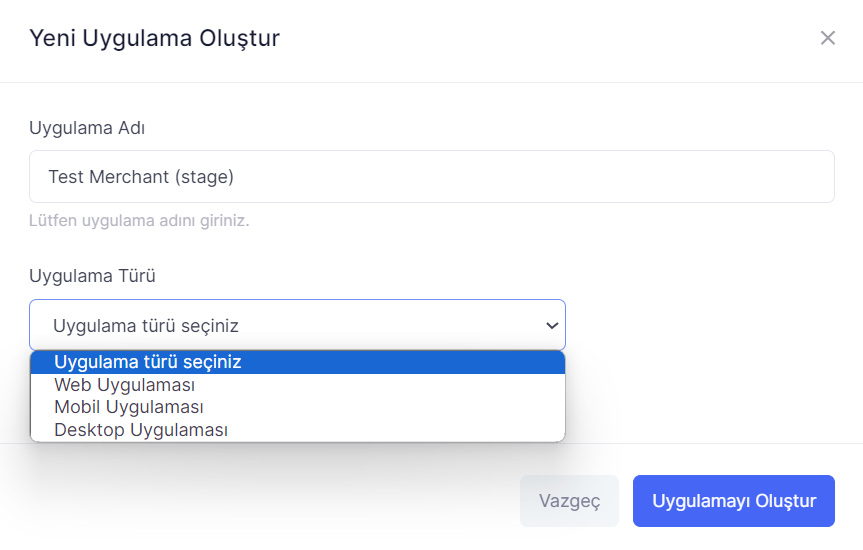 Yeni Uygulama Oluştur
Uygulama Adı
Test Merchant (stage)
Lütfen uygulama adını giriniz.
Uygulama Türü
Uygulama türü seçiniz
Uygulama türü seçiniz
Web Uygulaması
Mobil Uygulaması
Desktop Uygulaması
Vazgeç
Uygulamayı Oluştur